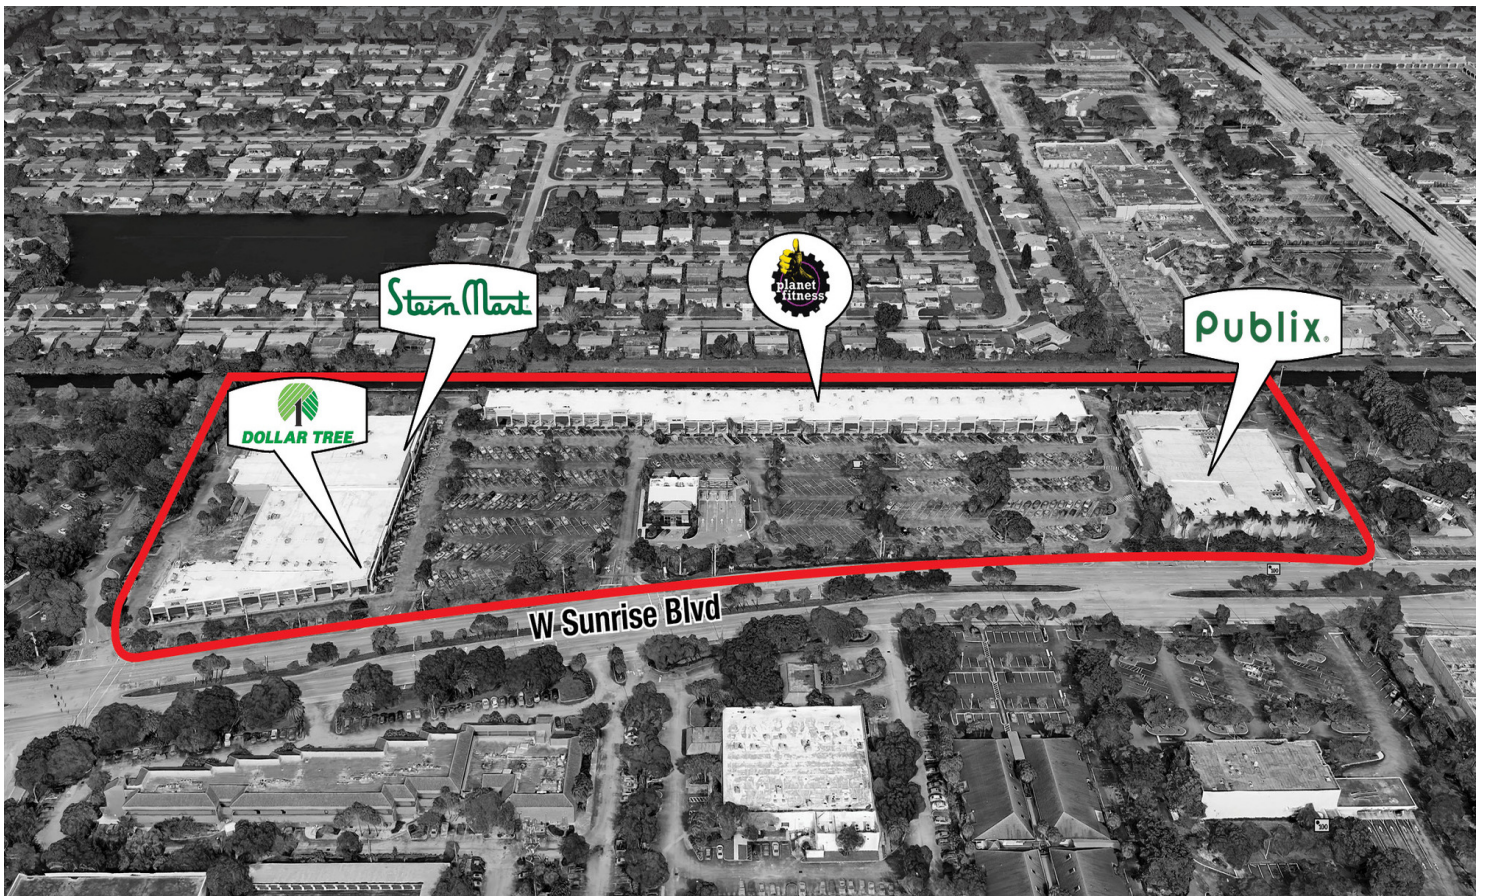 Stein Mart
planet
fitness
Publix®
DOLLAR TREE
W Sunrise Blvd